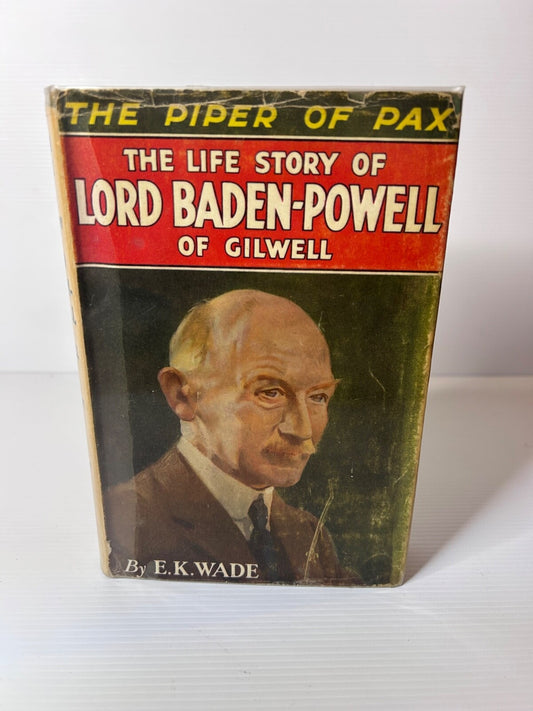 THE PIPER OF PAX
THE LIFE STORY OF
LORD BADEN-POWELL
OF GILWELL
By E.K.WADE